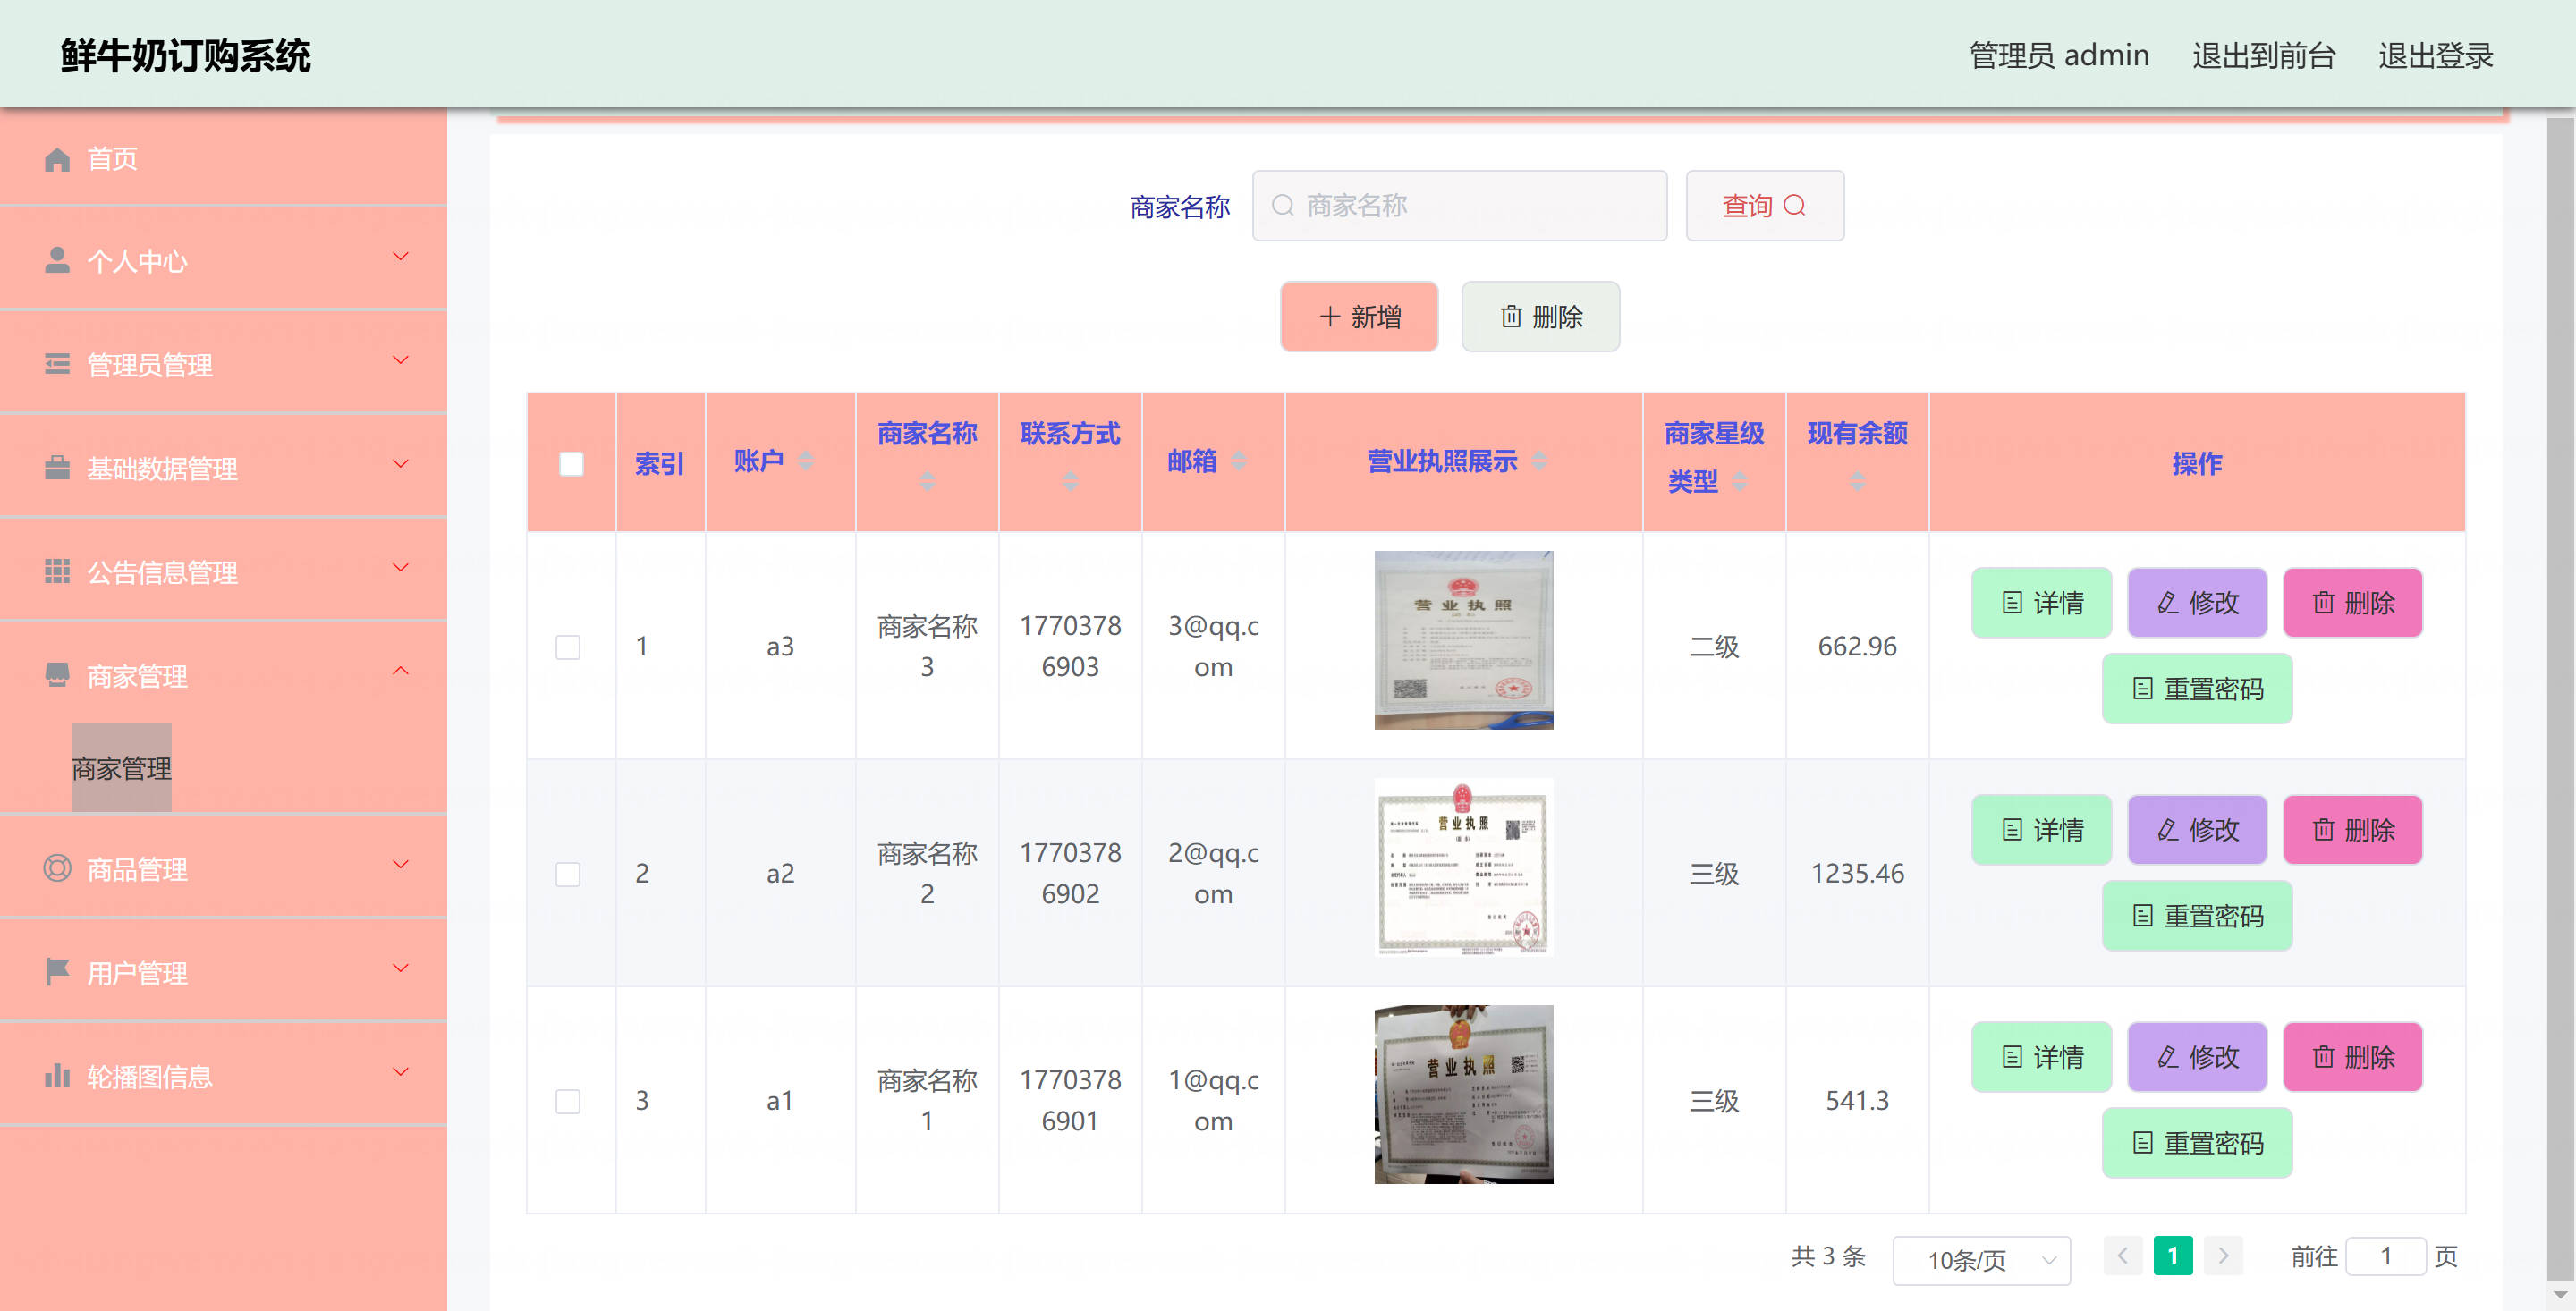 鲜牛奶订购系统
管理员 admin
退出到前台
退出登录
首页
个人中心
管理员管理
基础数据管理
公告信息管理
商家管理
商家管理
商品管理
用户管理
轮播图信息
商家名称
商家名称
查询
新增
删除
索引
账户
商家名称
联系方式
邮箱
营业执照展示
商家星级
类型
现有余额
操作
1
a3
商家名称
3
1770378
6903
3@qq.c
om
营业执照
二级
662.96
详情
修改
删除
重置密码
2
a2
商家名称
2
1770378
6902
2@qq.c
om
营业执照
三级
1235.46
详情
修改
删除
重置密码
3
a1
商家名称
1
1770378
6901
1@qq.c
om
营业执照
三级
541.3
详情
修改
删除
重置密码
共 3 条
10条/页
1
前往
1
页